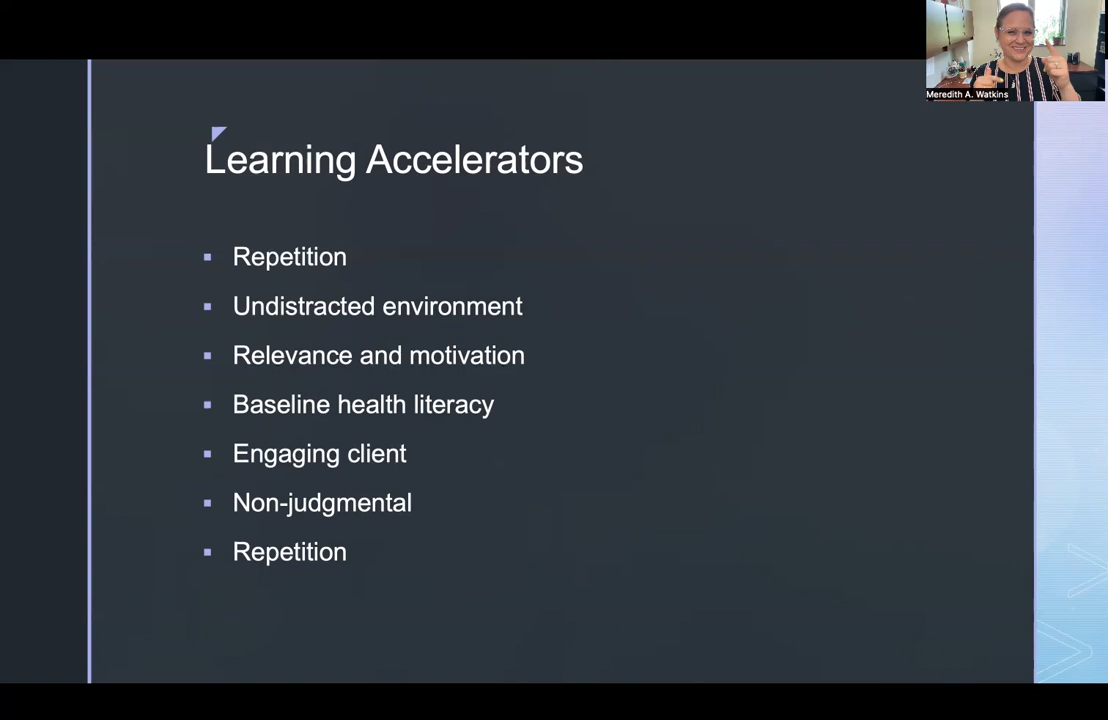 Meredith A. Watkins
Learning Accelerators
Repetition
Undistracted environment
Relevance and motivation
Baseline health literacy
Engaging client
Non-judgmental
Repetition